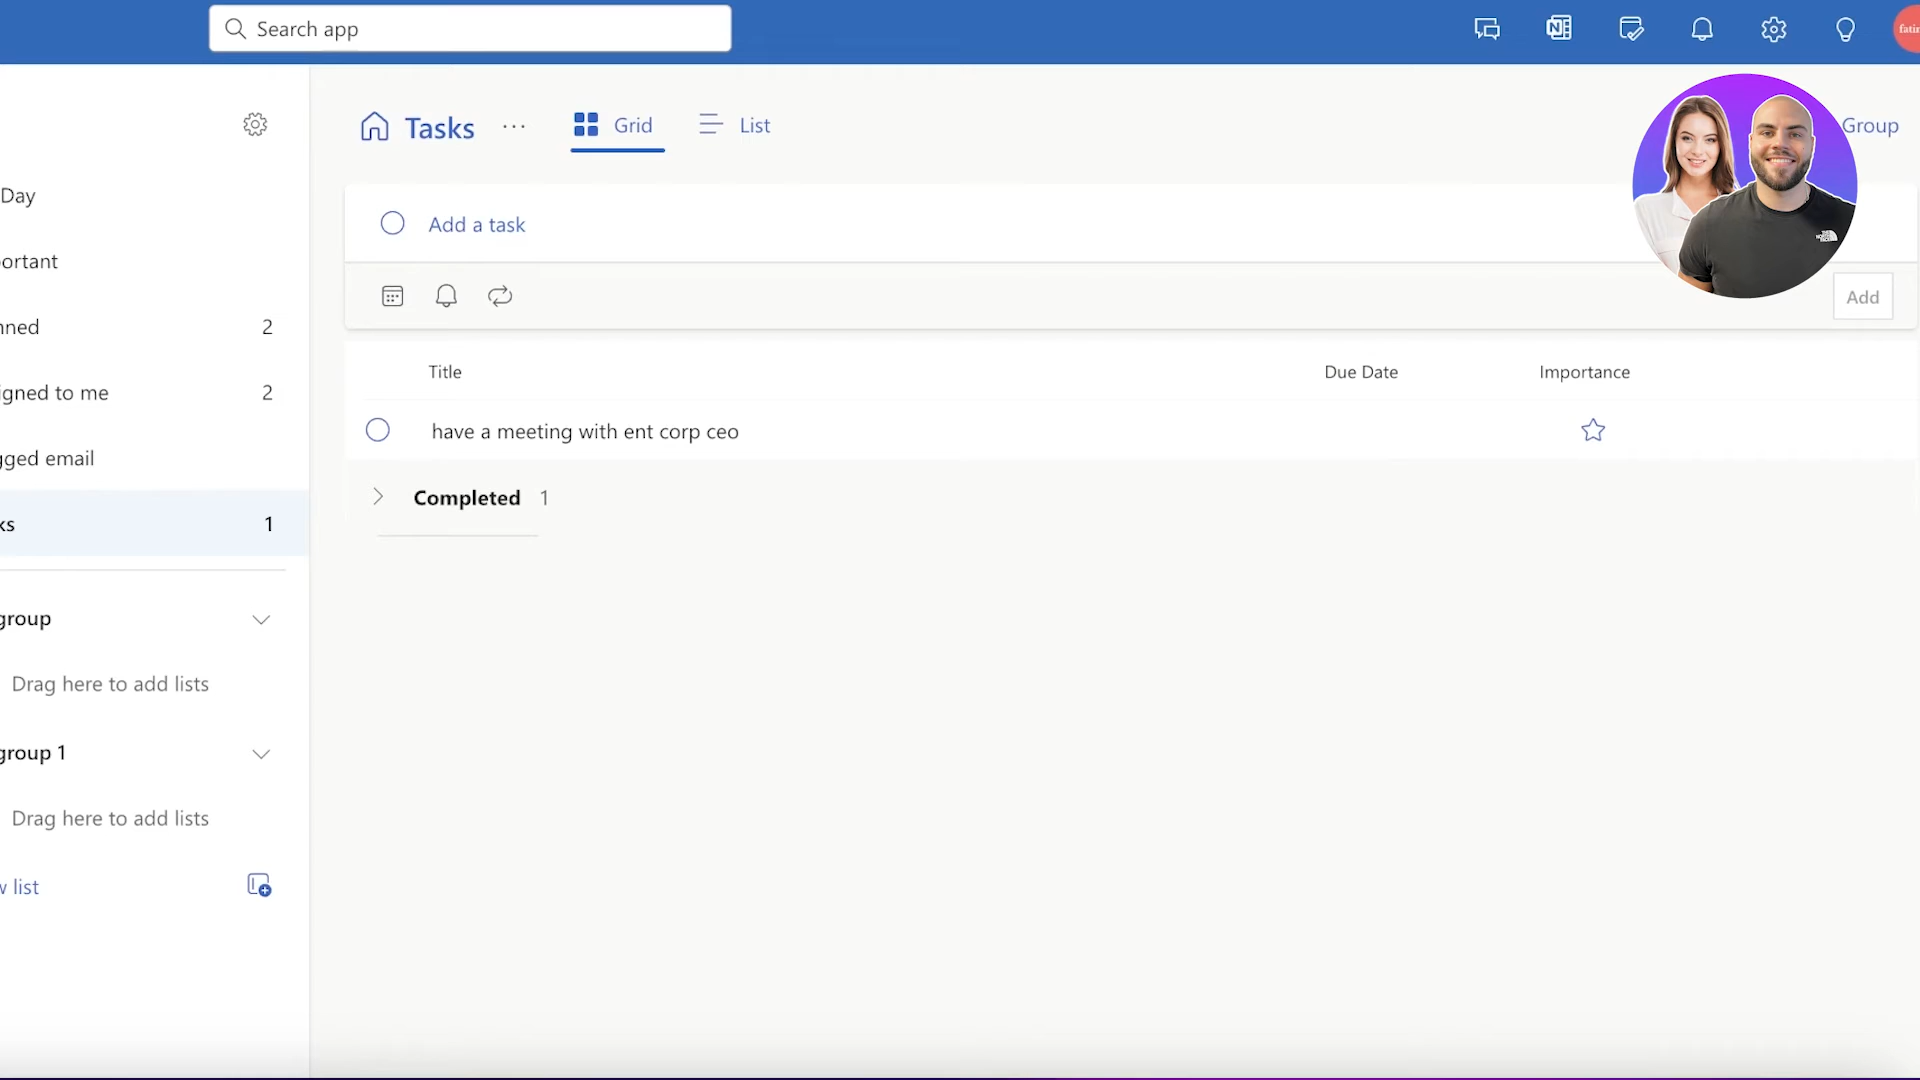 Search app
fatin
Tasks
Grid
List
Group
Day
ortant
Add a task
nned 2
Add
igned to me 2
Title Due Date Importance
gged email
have a meeting with ent corp ceo
ks 1
Completed 1
group
Drag here to add lists
group 1
Drag here to add lists
w list